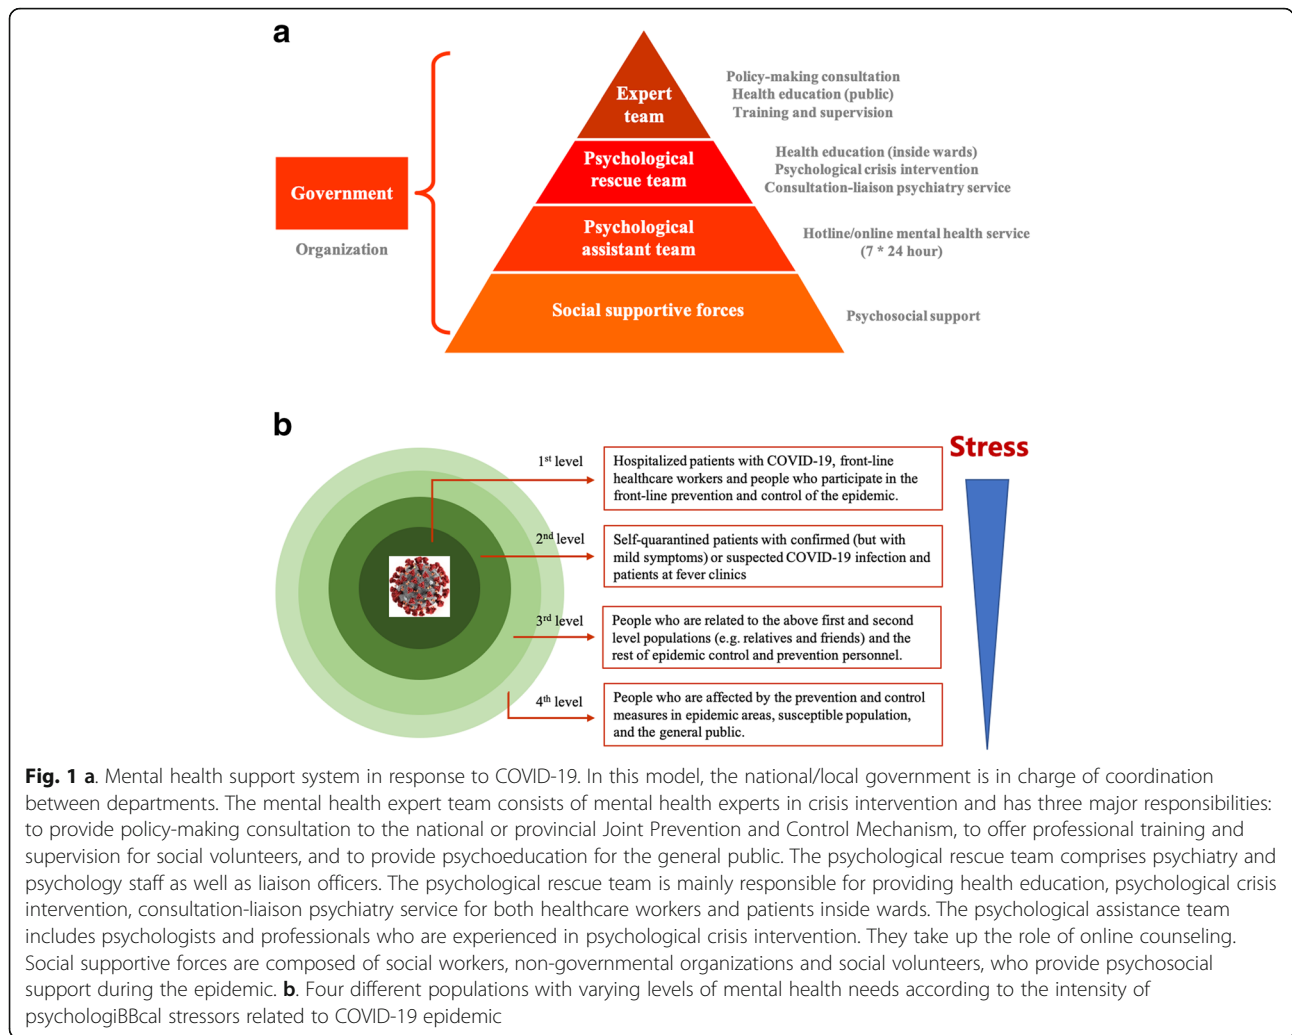 a
Expert
team
Policy-making consultation
Health education (public)
Training and supervision
Psychological
rescue team
Health education (inside wards)
Psychological crisis intervention
Consultation-liaison psychiatry service
Government
Organization
Psychological
assistant team
Hotline/online mental health service
(7 * 24 hour)
Social supportive forces
Psychosocial support
b
Stress
1st level
Hospitalized patients with COVID-19, front-line
healthcare workers and people who participate in the
front-line prevention and control of the epidemic.
2nd level
Self-quarantined patients with confirmed (but with
mild symptoms) or suspected COVID-19 infection and
patients at fever clinics
3rd level
People who are related to the above first and second
level populations (e.g. relatives and friends) and the
rest of epidemic control and prevention personnel.
4th level
People who are affected by the prevention and control
measures in epidemic areas, susceptible population,
and the general public.
Fig. 1 a. Mental health support system in response to COVID-19. In this model, the national/local government is in charge of coordination
between departments. The mental health expert team consists of mental health experts in crisis intervention and has three major responsibilities:
to provide policy-making consultation to the national or provincial Joint Prevention and Control Mechanism, to offer professional training and
supervision for social volunteers, and to provide psychoeducation for the general public. The psychological rescue team comprises psychiatry and
psychology staff as well as liaison officers. The psychological rescue team is mainly responsible for providing health education, psychological crisis
intervention, consultation-liaison psychiatry service for both healthcare workers and patients inside wards. The psychological assistance team
includes psychologists and professionals who are experienced in psychological crisis intervention. They take up the role of online counseling.
Social supportive forces are composed of social workers, non-governmental organizations and social volunteers, who provide psychosocial
support during the epidemic. b. Four different populations with varying levels of mental health needs according to the intensity of
psychologiBBcal stressors related to COVID-19 epidemic